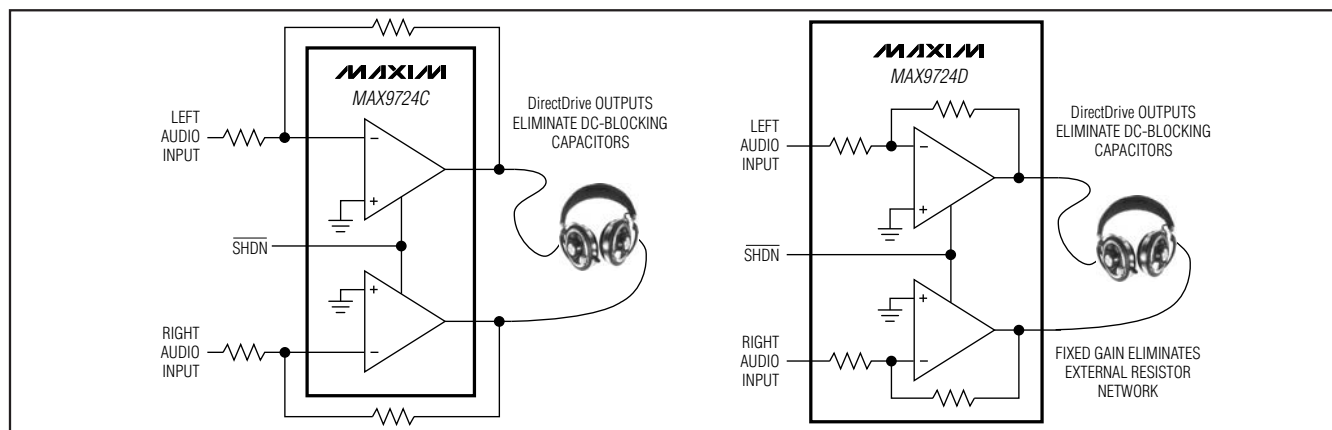 MAXIM
MAX9724C
LEFT
AUDIO
INPUT
−
+
SHDN
+
−
RIGHT
AUDIO
INPUT
DirectDrive OUTPUTS
ELIMINATE DC-BLOCKING
CAPACITORS
MAXIM
MAX9724D
LEFT
AUDIO
INPUT
−
+
SHDN
+
−
RIGHT
AUDIO
INPUT
DirectDrive OUTPUTS
ELIMINATE DC-BLOCKING
CAPACITORS
FIXED GAIN ELIMINATES
EXTERNAL RESISTOR
NETWORK